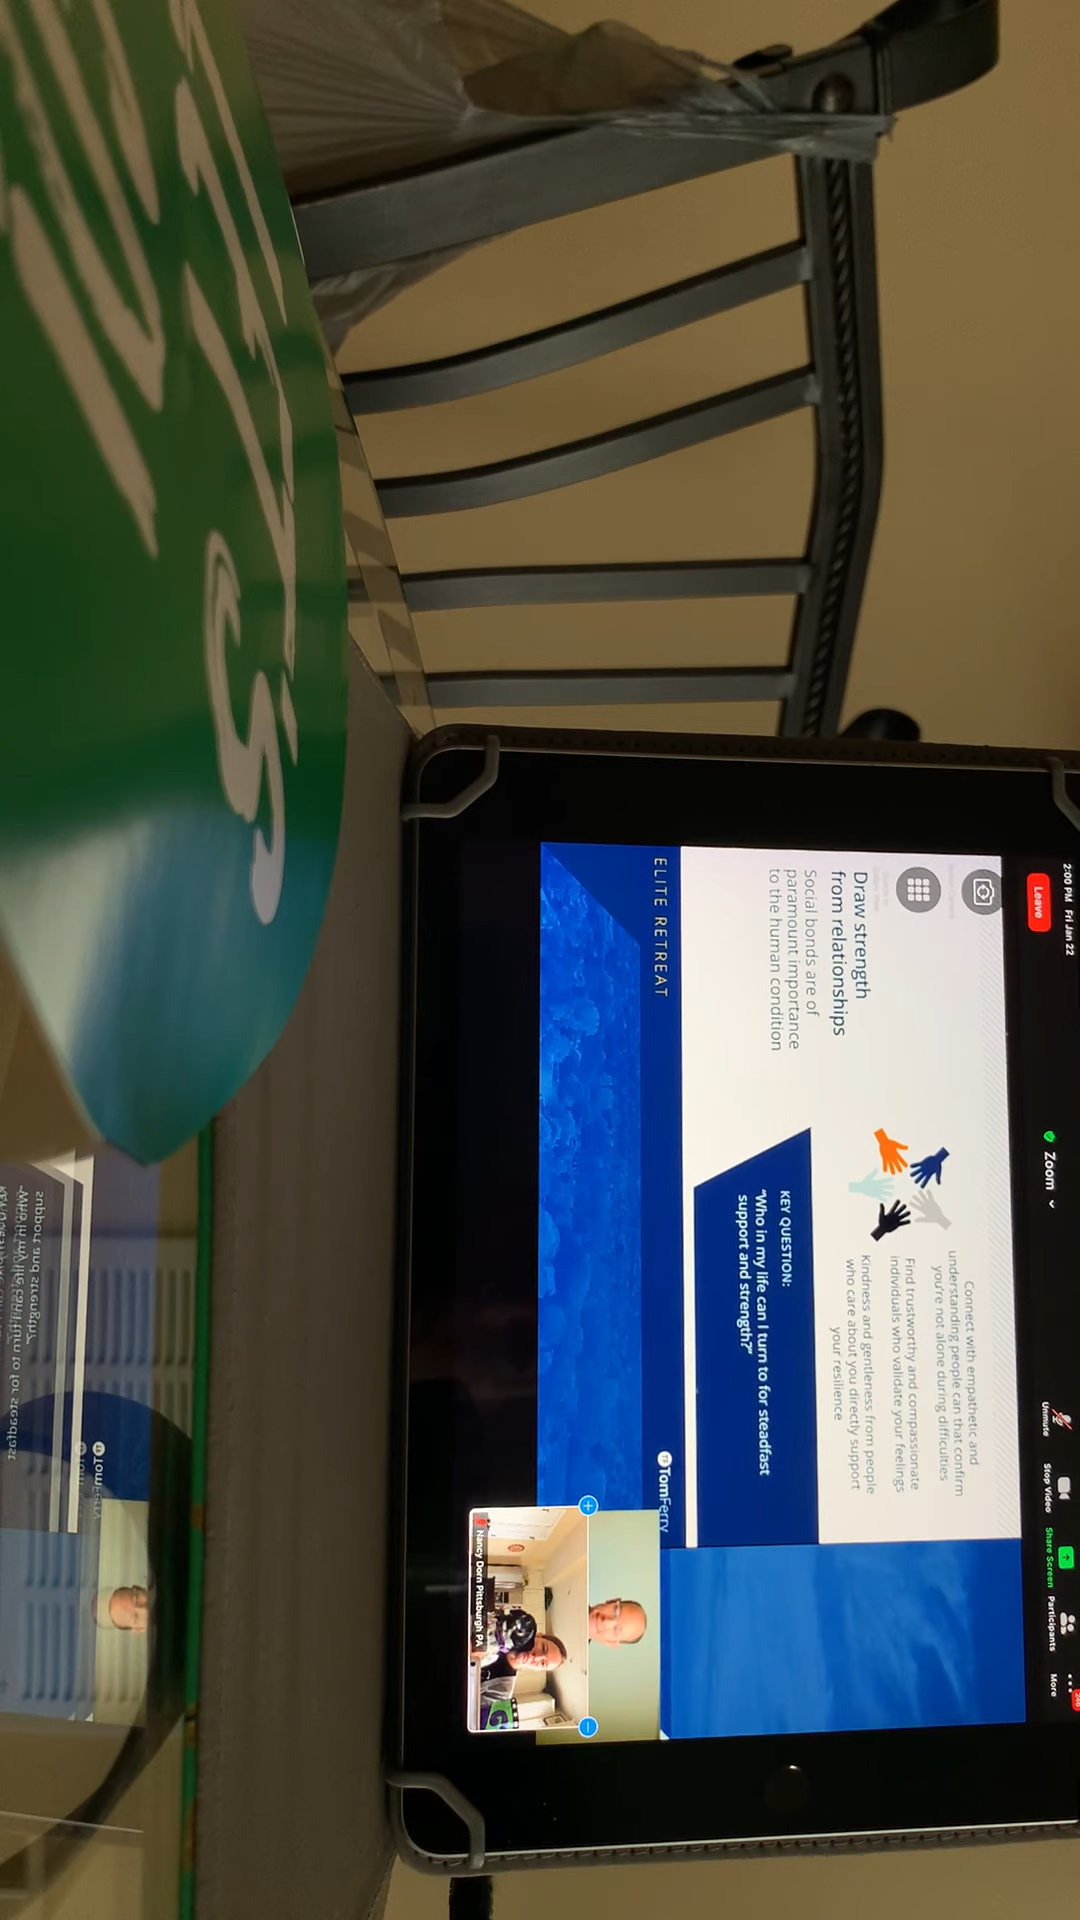 2:00 PM Fri Jan 22
Leave
Zoom
Unmute
Stop Video
Share Screen
Participants
More
Draw strength
from relationships
Social bonds are of
paramount importance
to the human condition
Connect with empathetic and
understanding people can that confirm
you're not alone during difficulties
Find trustworthy and compassionate
individuals who validate your feelings
Kindness and gentleness from people
who care about you directly support
your resilience
KEY QUESTION:
"Who in my life can I turn to for steadfast
support and strength?"
ELITE RETREAT
TomFerry
Nancy Dorn Pittsburgh PA